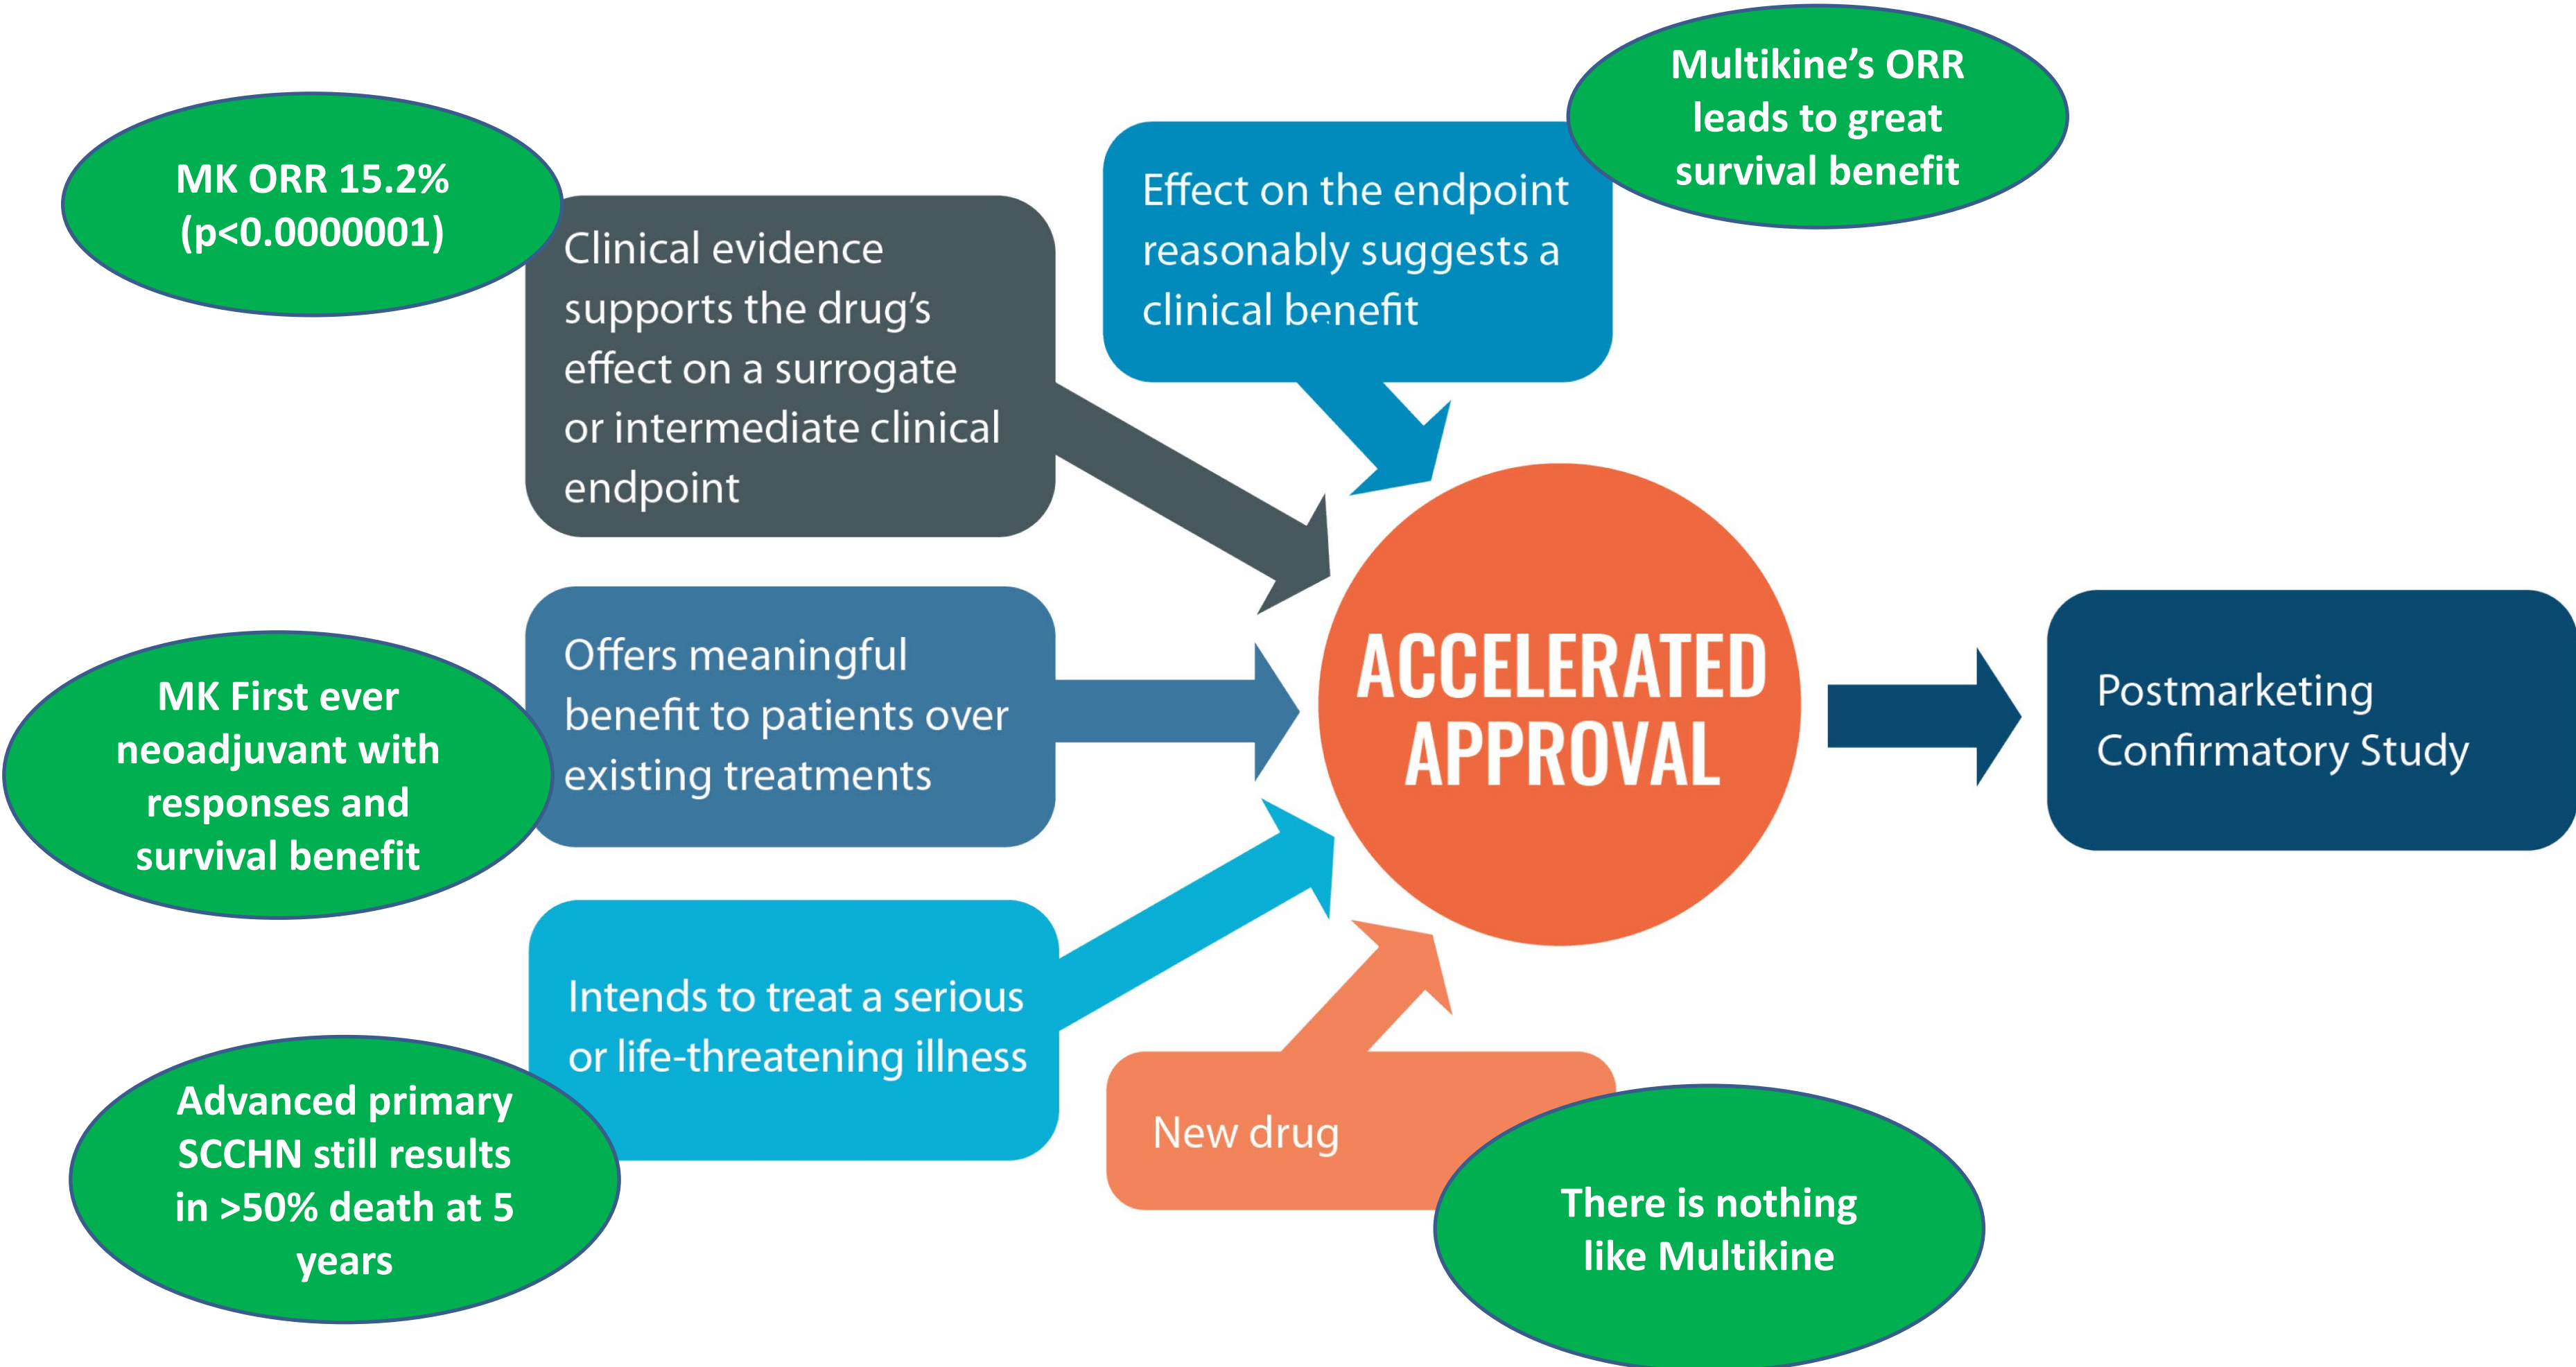 MK ORR 15.2%
(p<0.0000001)
Clinical evidence
supports the drug’s
effect on a surrogate
or intermediate clinical
endpoint
Multikine’s ORR
leads to great
survival benefit
Effect on the endpoint
reasonably suggests a
clinical benefit
MK First ever
neoadjuvant with
responses and
survival benefit
Offers meaningful
benefit to patients over
existing treatments
ACCELERATED
APPROVAL
Postmarketing
Confirmatory Study
Advanced primary
SCCHN still results
in >50% death at 5
years
Intends to treat a serious
or life-threatening illness
New drug
There is nothing
like Multikine